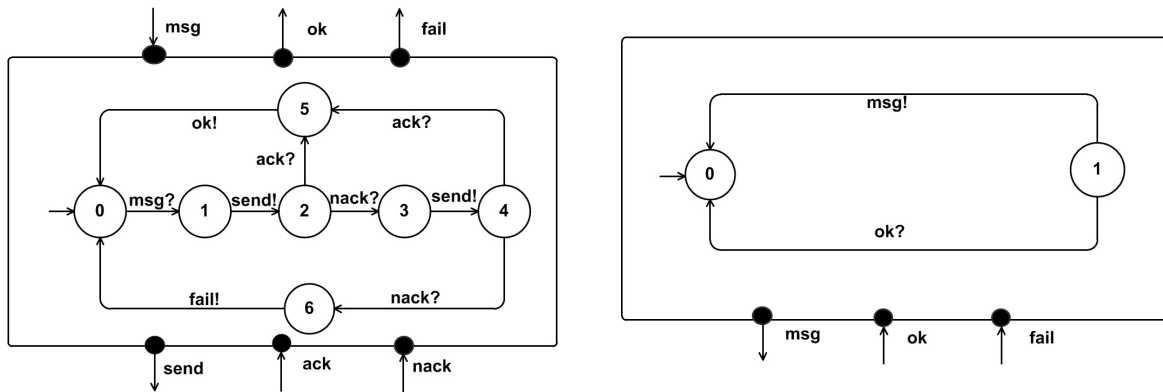 msg ok fail
5
ok! ack?
ack?
0 msg? 1 send! 2 nack? 3 send! 4
fail! 6 nack?
send ack nack
msg!
0 1
ok?
msg ok fail